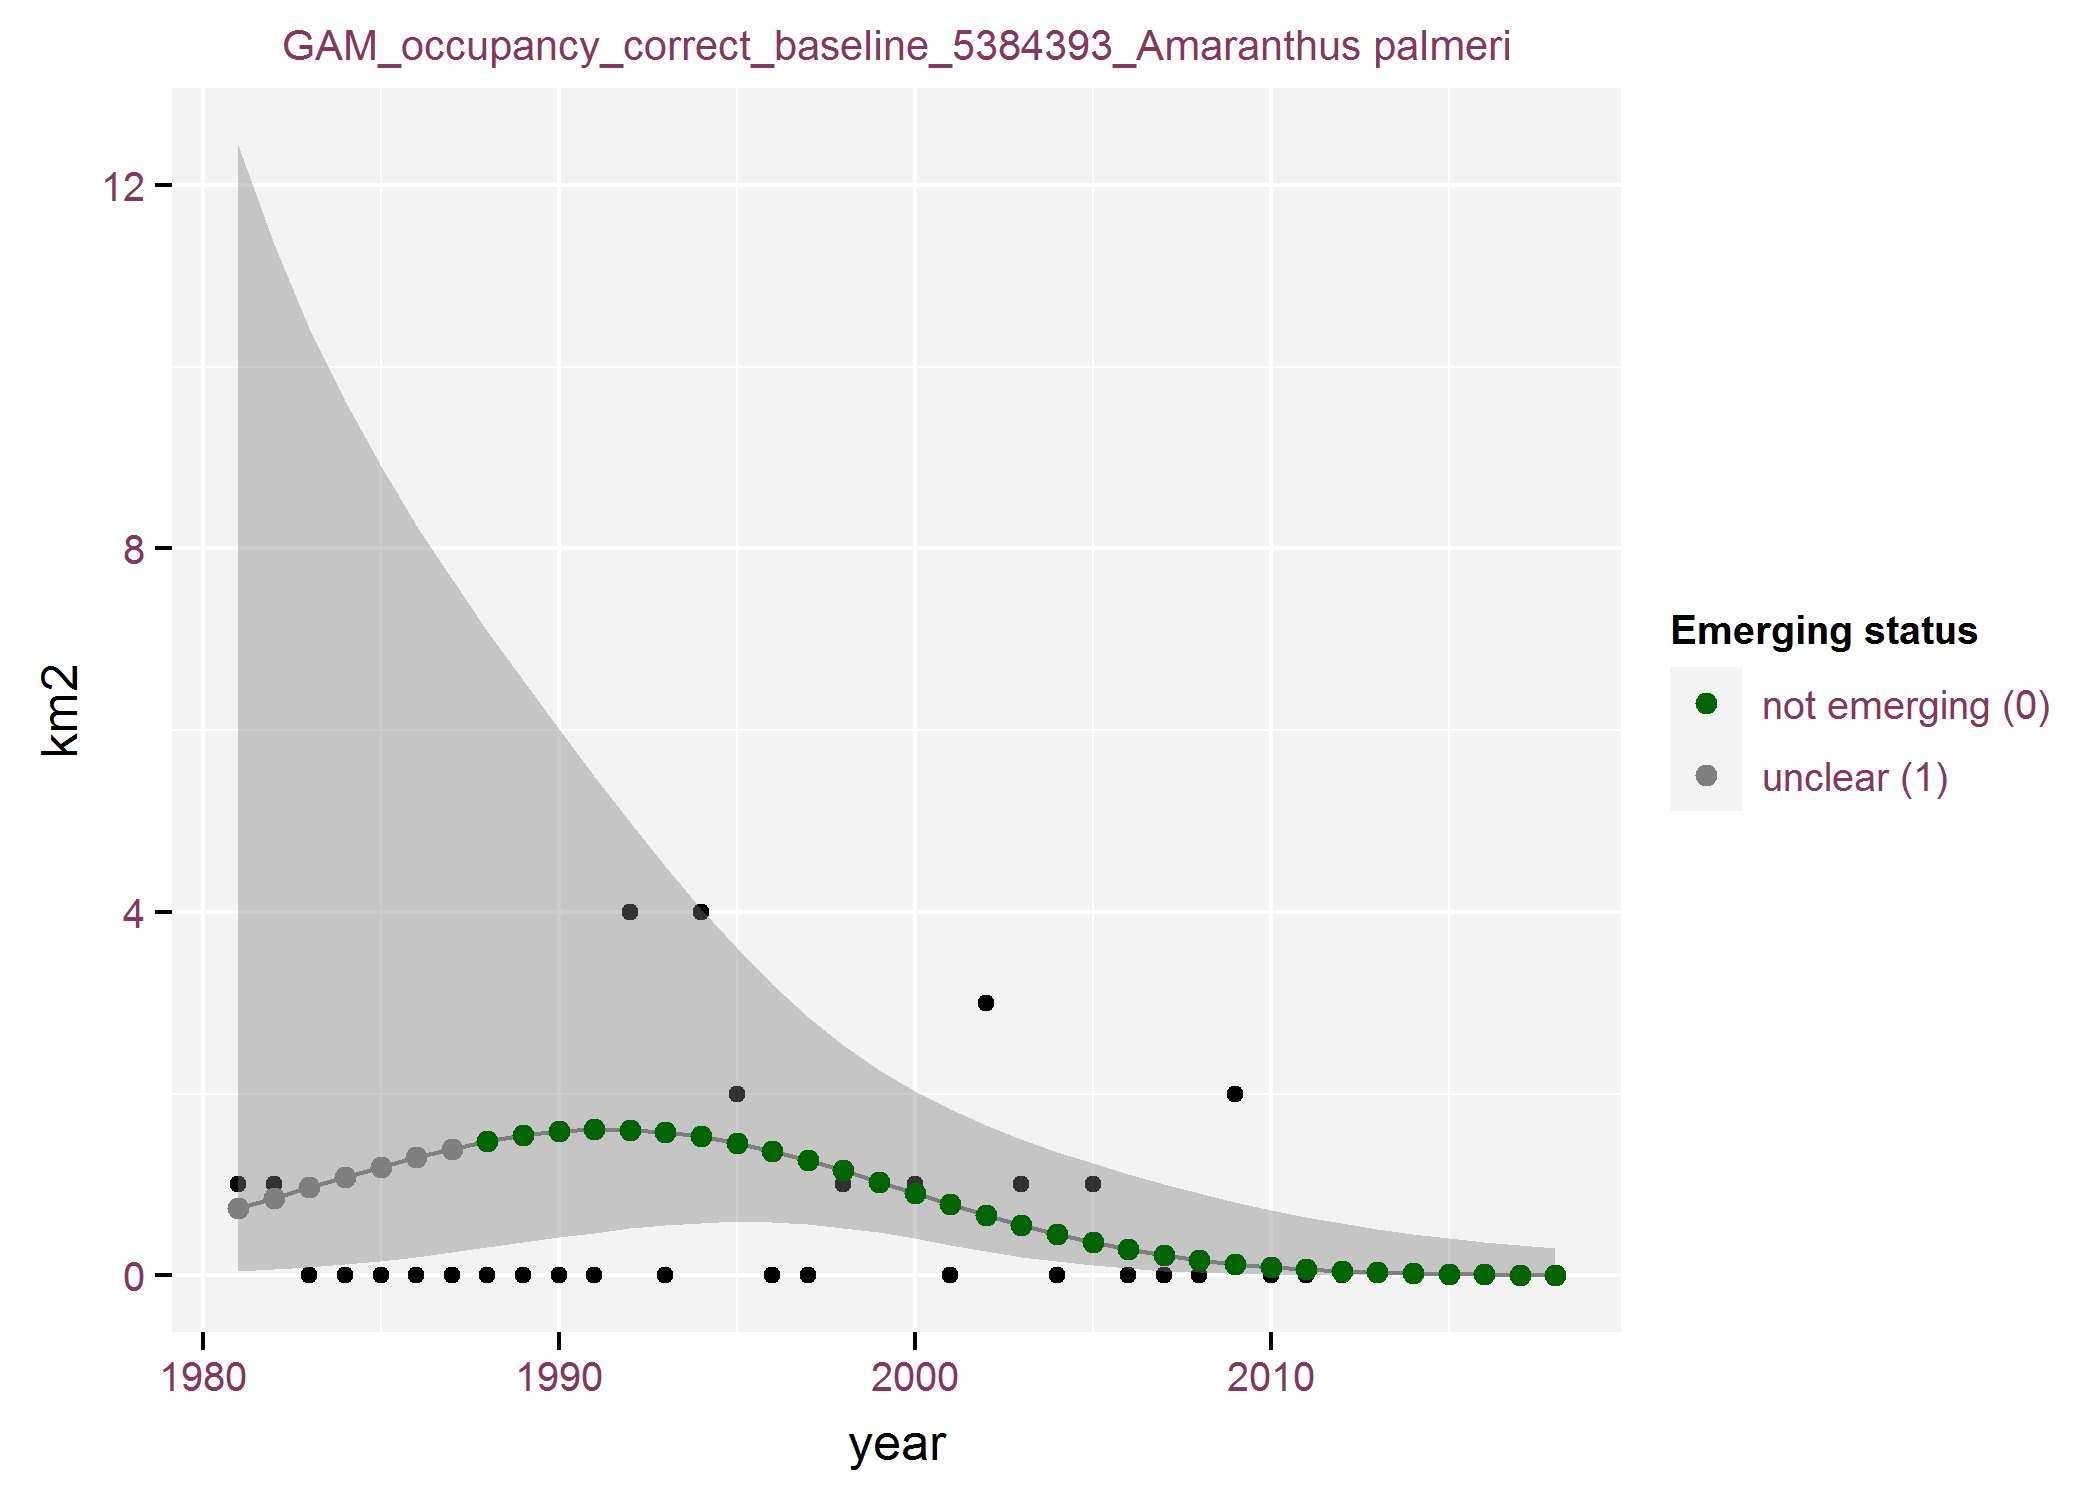 GAM_occupancy_correct_baseline_5384393_Amaranthus palmeri
12
8
4
0
km2
1980 1990 2000 2010
year
Emerging status
not emerging (0)
unclear (1)